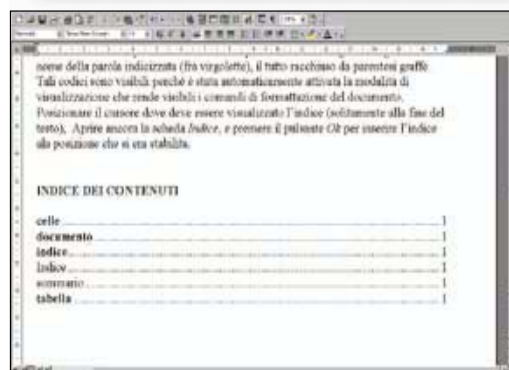 nome della parola indicizzata (fra virgolette), il tutto racchiuso da parentesi graffe
Tali codici sono visibili perchè è stata automaticamente attivata la modalità di
visualizzazione che rende visibili i comandi di formattazione del documento.
Posizionare il cursore dove deve essere visualizzato l'indice (solitamente alla fine del
testo), Aprire ancora la scheda Indice, e premere il pulsante Ok per inserire l'indice
ala posizione che si era stabilita.
INDICE DEI CONTENUTI
celle 1
documento 1
indice 1
Indice 1
sommario 1
tabella 1